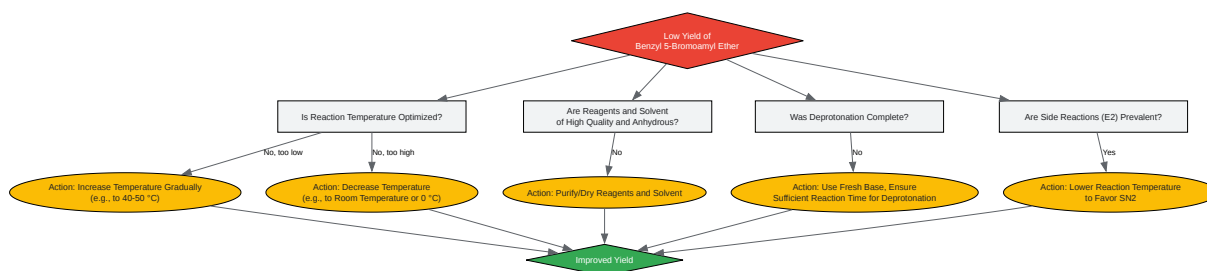 Low Yield of
Benzyl 5-Bromoamyl Ether
Is Reaction Temperature Optimized?
Are Reagents and Solvent
of High Quality and Anhydrous?
Was Deprotonation Complete?
Are Side Reactions (E2) Prevalent?
No, too low
No, too high
No
No
Yes
Action: Increase Temperature Gradually
(e.g., to 40-50 °C)
Action: Decrease Temperature
(e.g., to Room Temperature or 0 °C)
Action: Purify/Dry Reagents and Solvent
Action: Use Fresh Base, Ensure
Sufficient Reaction Time for Deprotonation
Action: Lower Reaction Temperature
to Favor SN2
Improved Yield